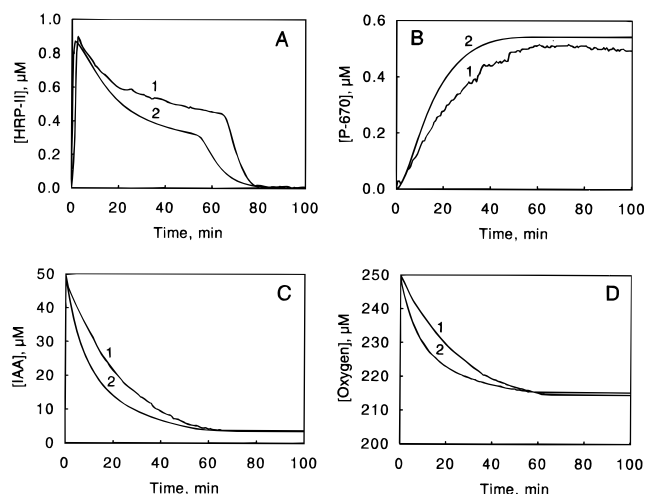 1.0
0.8
0.6
0.4
0.2
0.0
0 20 40 60 80 100
[HRP-II], µM
Time, min
A
1
2
0.6
0.4
0.2
0.0
0 20 40 60 80 100
[P-670], µM
Time, min
B
2
1
50
40
30
20
10
0
0 20 40 60 80 100
[IAA], µM
Time, min
C
1
2
250
240
230
220
210
200
0 20 40 60 80 100
[Oxygen], µM
Time, min
D
1
2